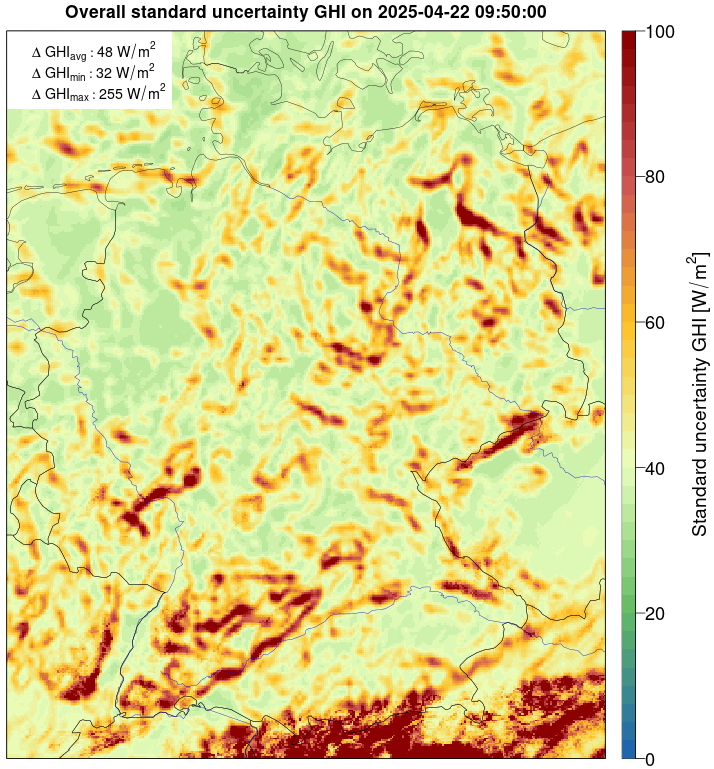 Overall standard uncertainty GHI on 2025-04-22 09:50:00
Δ GHIavg : 48 W/m²
Δ GHImin : 32 W/m²
Δ GHImax : 255 W/m²
100
80
60
40
20
0
Standard uncertainty GHI [W/m²]